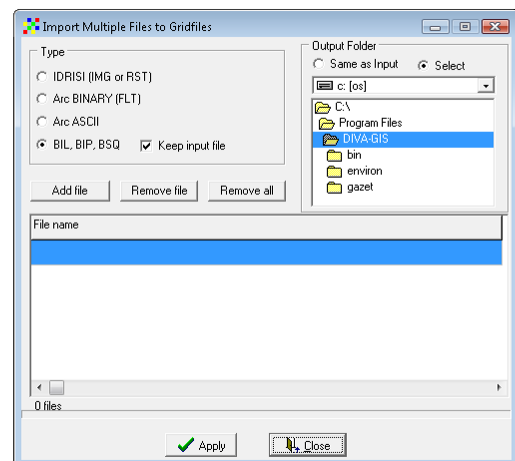 Import Multiple Files to Gridfiles
Type
IDRISI (IMG or RST)
Arc BINARY (FLT)
Arc ASCII
BIL, BIP, BSQ
Keep input file
Output Folder
Same as Input
Select
c: [os]
C:\
Program Files
DIVA-GIS
bin
environ
gazet
Add file
Remove file
Remove all
File name
0 files
Apply
Close